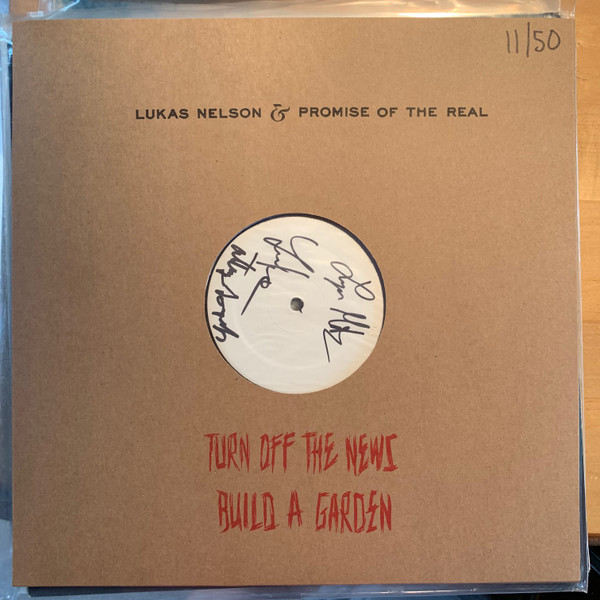 11/50
LUKAS NELSON & PROMISE OF THE REAL
TURN OFF THE NEWS
BUILD A GARDEN